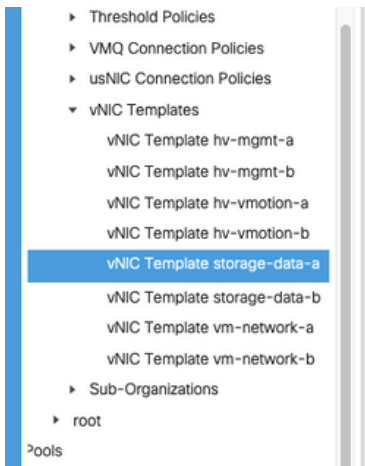 Threshold Policies
VMQ Connection Policies
usNIC Connection Policies
vNIC Templates
vNIC Template hv-mgmt-a
vNIC Template hv-mgmt-b
vNIC Template hv-vmotion-a
vNIC Template hv-vmotion-b
vNIC Template storage-data-a
vNIC Template storage-data-b
vNIC Template vm-network-a
vNIC Template vm-network-b
Sub-Organizations
root
Pools